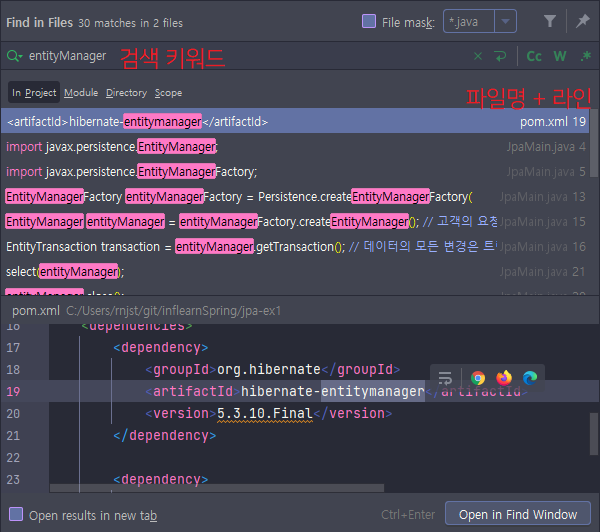 Find in Files 30 matches in 2 files File mask: *.java
entityManager 검색 키워드 Cc W .*
In Project Module Directory Scope
파일명 + 라인
<artifactId>hibernate-entitymanager</artifactId> pom.xml 19
import javax.persistence.EntityManager; JpaMain.java 4
import javax.persistence.EntityManagerFactory; JpaMain.java 5
EntityManagerFactory entityManagerFactory = Persistence.createEntityManagerFactory( JpaMain.java 13
EntityManager entityManager = entityManagerFactory.createEntityManager(); // 고객의 요청 JpaMain.java 15
EntityTransaction transaction = entityManager.getTransaction(); // 데이터의 모든 변경은 JpaMain.java 16
select(entityManager); JpaMain.java 21
pom.xml C:/Users/rnjst/git/inflearnSpring/jpa-ex1
16 <dependencies>
17 <dependency>
18 <groupId>org.hibernate</groupId>
19 <artifactId>hibernate-entitymanager</artifactId>
20 <version>5.3.10.Final</version>
21 </dependency>
22
23 <dependency>
Open results in new tab Ctrl+Enter Open in Find Window